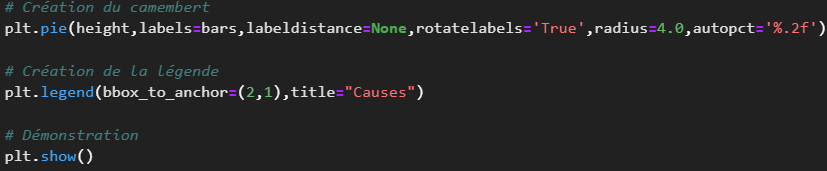 # Création du camembert
plt.pie(height,labels=bars,labeldistance=None,rotatelabels='True',radius=4.0,autopct='%.2f')
# Création de la légende
plt.legend(bbox_to_anchor=(2,1),title="Causes")
# Démonstration
plt.show()